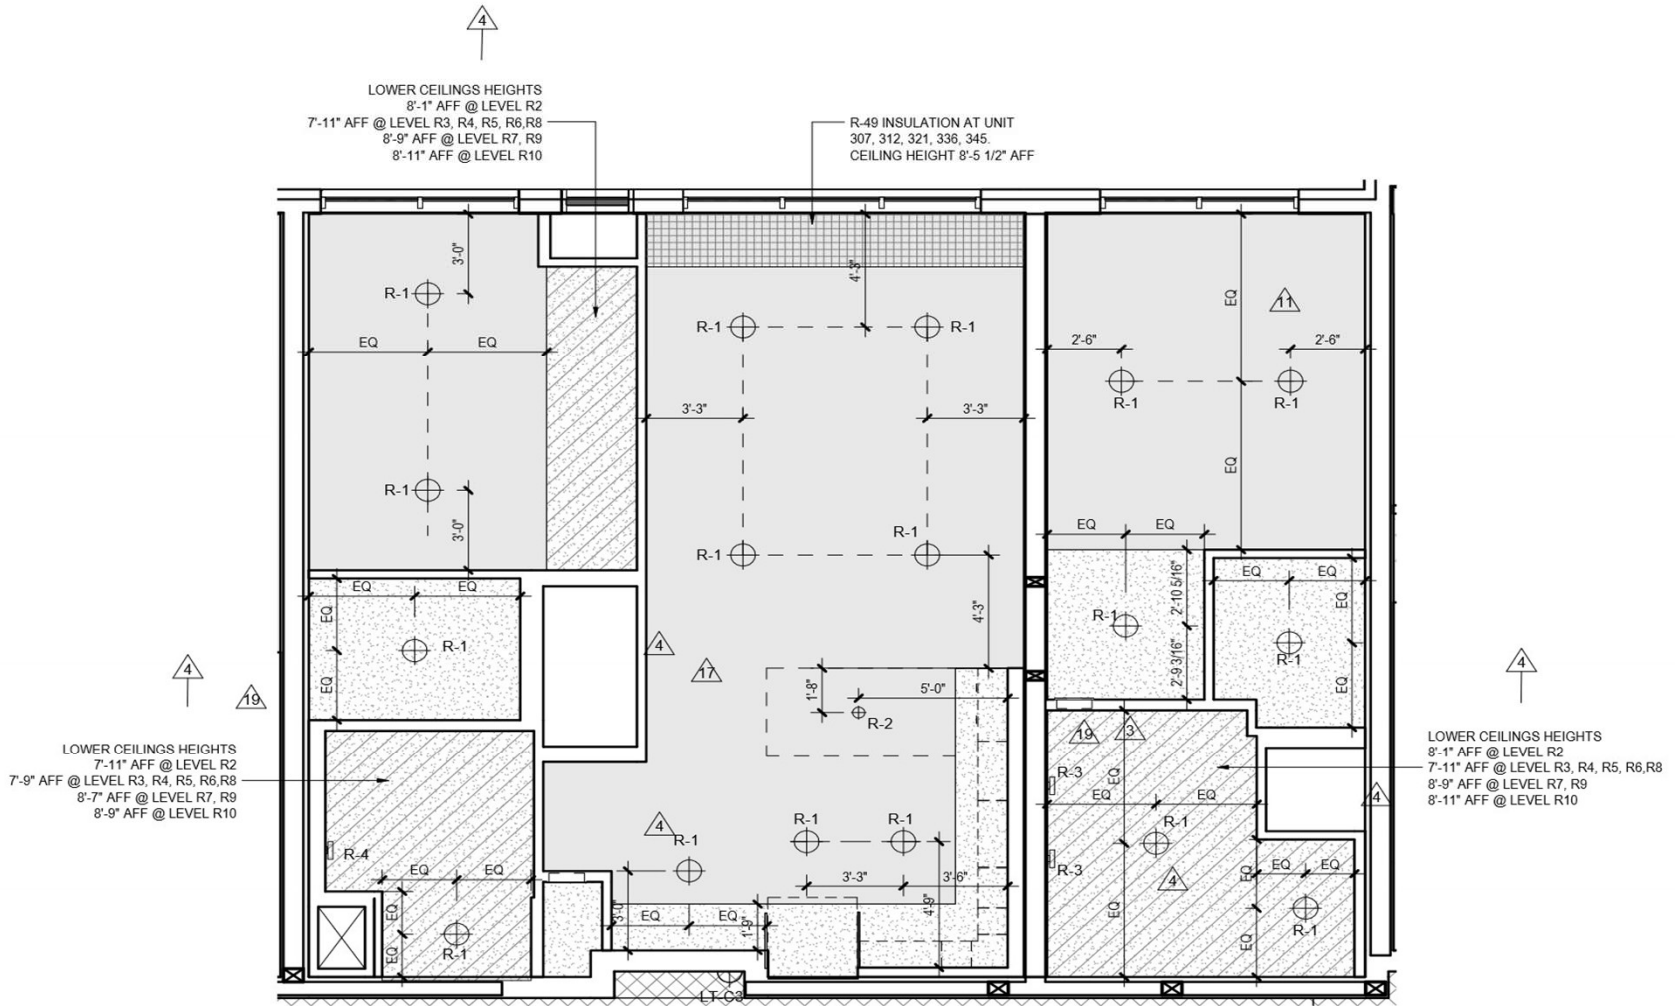 4
LOWER CEILINGS HEIGHTS
8'-1" AFF @ LEVEL R2
7'-11" AFF @ LEVEL R3, R4, R5, R6,R8
8'-9" AFF @ LEVEL R7, R9
8'-11" AFF @ LEVEL R10
R-49 INSULATION AT UNIT
307, 312, 321, 336, 345.
CEILING HEIGHT 8'-5 1/2" AFF
3'-0"
4'-3"
R-1
EQ
11
R-1
R-1
EQ
EQ
2'-6"
2'-6"
R-1
R-1
3'-3"
3'-3"
R-1
EQ
3'-0"
R-1
R-1
EQ
EQ
EQ
EQ
EQ
EQ
2'-10 5/16"
EQ
4'-3"
R-1
EQ
R-1
4
R-1
4
17
1'-8"
5'-0"
2'-9 3/16"
EQ
4
19
EQ
R-2
19
3
LOWER CEILINGS HEIGHTS
7'-11" AFF @ LEVEL R2
7'-9" AFF @ LEVEL R3, R4, R5, R6,R8
8'-7" AFF @ LEVEL R7, R9
8'-9" AFF @ LEVEL R10
LOWER CEILINGS HEIGHTS
8'-1" AFF @ LEVEL R2
7'-11" AFF @ LEVEL R3, R4, R5, R6,R8
8'-9" AFF @ LEVEL R7, R9
8'-11" AFF @ LEVEL R10
R-3
EQ
EQ
EQ
4
4
R-1
R-1
R-1
R-1
R-4
EQ
EQ
3'-3"
3'-6"
R-3
4
EQ
EQ
EQ
EQ
3'-0"
EQ
EQ
1'-9"
4'-9"
R-1
EQ
R-1
EQ
EQ
LT-C3